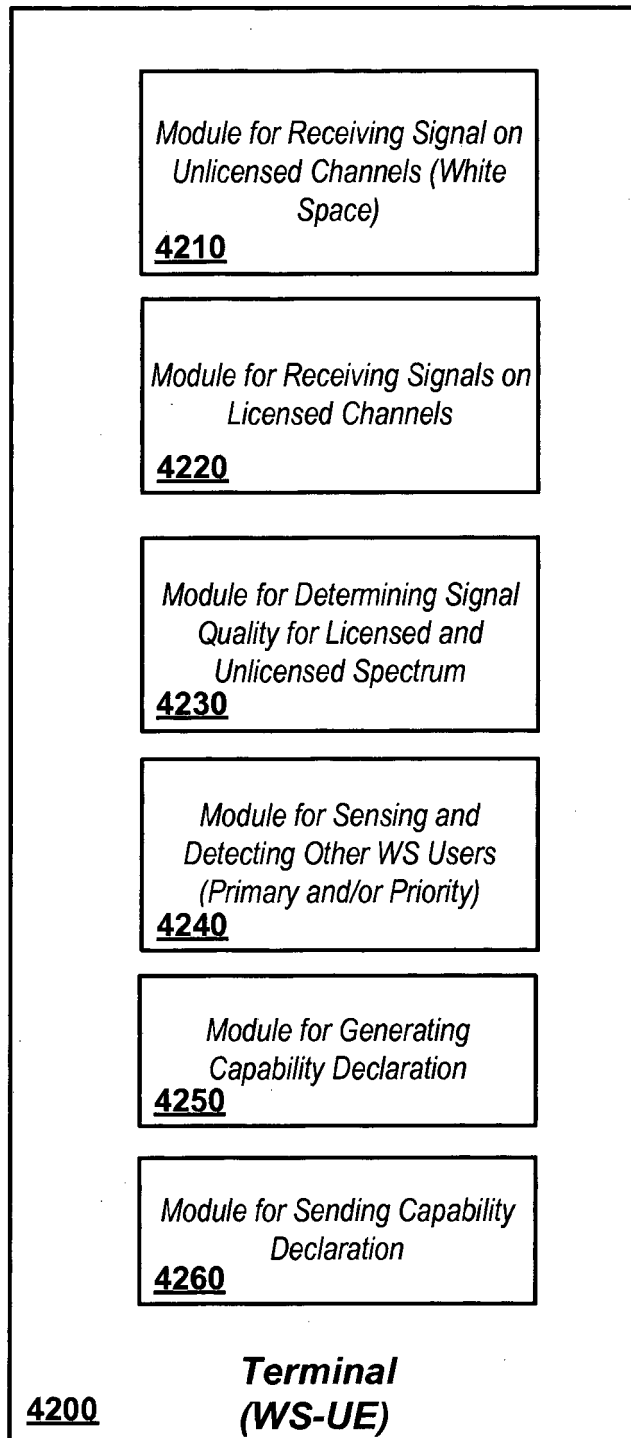 Module for Receiving Signal on
Unlicensed Channels (White
Space)
4210
Module for Receiving Signals on
Licensed Channels
4220
Module for Determining Signal
Quality for Licensed and
Unlicensed Spectrum
4230
Module for Sensing and
Detecting Other WS Users
(Primary and/or Priority)
4240
Module for Generating
Capability Declaration
4250
Module for Sending Capability
Declaration
4260
Terminal
4200 (WS-UE)